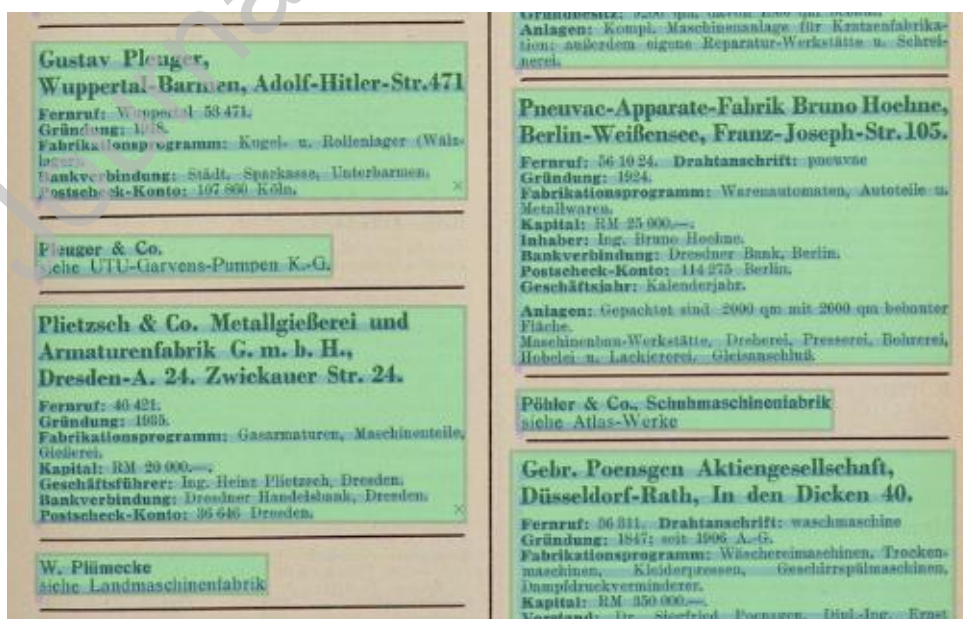 Gustav Pleuger,
Wuppertal-Barmen, Adolf-Hitler-Str. 471
Fernruf: Wuppertal 53 471.
Gründung: 1918.
Fabrikationsprogramm: Kugel- u. Rollenlager (Wälz-
lager).
Bankverbindung: Städt. Sparkasse, Unterbarmen.
Postscheck-Konto: 107 860 Köln.
Pleuger & Co.
siehe UTU-Garvens-Pumpen K.-G.
Plietzsch & Co. Metallgießerei und
Armaturenfabrik G. m. b. H.,
Dresden-A. 24. Zwickauer Str. 24.
Fernruf: 40 421.
Gründung: 1935.
Fabrikationsprogramm: Gasarmaturen, Maschinenteile,
Gießerei.
Kapital: RM 20 000.—.
Geschäftsführer: Ing. Heinz Plietzsch, Dresden.
Bankverbindung: Dresdner Handelsbank, Dresden.
Postscheck-Konto: 36 646 Dresden.
W. Plümecke
siehe Landmaschinenfabrik
Anlagen: Kompl. Maschinenanlage für Kratzenfabrika-
tion; außerdem eigene Reparatur-Werkstätte u. Schrei-
nerei.
Pneuvac-Apparate-Fabrik Bruno Hoehne,
Berlin-Weißensee, Franz-Joseph-Str. 105.
Fernruf: 56 10 24. Drahtanschrift: pneuvac
Gründung: 1924.
Fabrikationsprogramm: Warenautomaten, Autoteile u.
Metallwaren.
Kapital: RM 25 000.—.
Inhaber: Ing. Bruno Hoehne.
Bankverbindung: Dresdner Bank, Berlin.
Postscheck-Konto: 114 275 Berlin.
Geschäftsjahr: Kalenderjahr.
Anlagen: Gepachtet sind 2000 qm mit 2600 qm bebauter
Fläche.
Maschinenbau-Werkstätte, Dreherei, Presserei, Bohrerei,
Hobelei u. Lackiererei, Gleisanschluß.
Pöhler & Co., Schuhmaschinenfabrik
siehe Atlas-Werke
Gebr. Poensgen Aktiengesellschaft,
Düsseldorf-Rath, In den Dicken 40.
Fernruf: 36 311. Drahtanschrift: waschmaschine
Gründung: 1847; seit 1906 A.-G.
Fabrikationsprogramm: Wäschereimaschinen, Trocken-
maschinen, Kleiderpressen, Geschirrspülmaschinen,
Dampfdruckverminderer.
Kapital: RM 350 000.—.
Vorstand: Dr. Siegfried Poensgen, Dipl.-Ing. Ernst